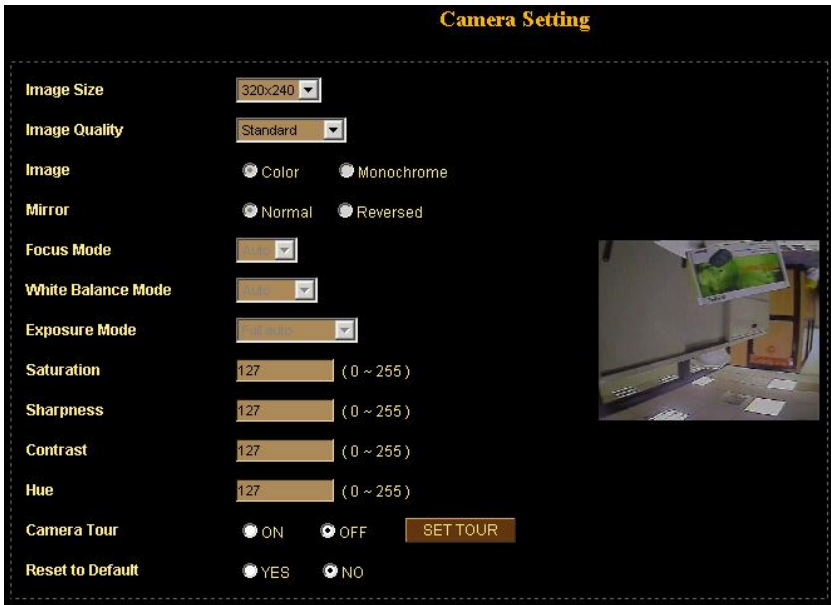 Camera Setting
Image Size 320x240
Image Quality Standard
Image Color Monochrome
Mirror Normal Reversed
Focus Mode Auto
White Balance Mode Auto
Exposure Mode Full auto
Saturation 127 ( 0 ~ 255 )
Sharpness 127 ( 0 ~ 255 )
Contrast 127 ( 0 ~ 255 )
Hue 127 ( 0 ~ 255 )
Camera Tour ON OFF SET TOUR
Reset to Default YES NO